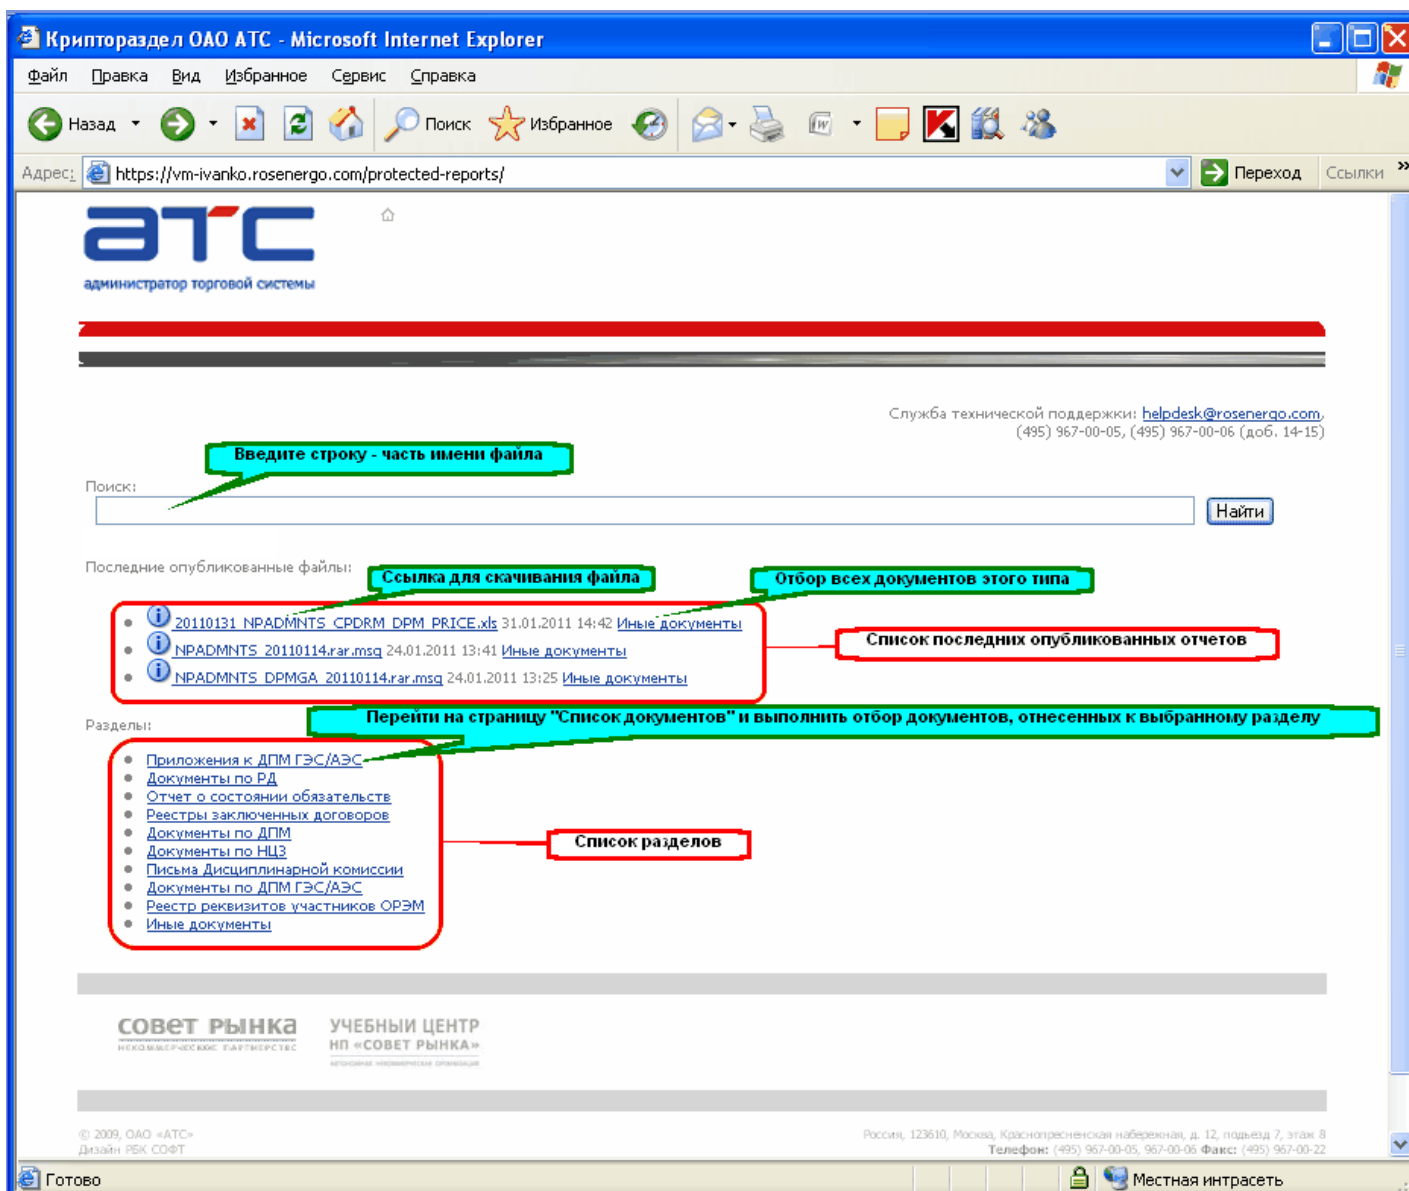 Криптораздел ОАО АТС - Microsoft Internet Explorer
Файл Правка Вид Избранное Сервис Справка
Назад Поиск Избранное
Адрес: https://vm-ivanko.rosenergo.com/protected-reports/ Переход Ссылки »
атс
администратор торговой системы
Служба технической поддержки: helpdesk@rosenergo.com,
(495) 967-00-05, (495) 967-00-06 (доб. 14-15)
Введите строку - часть имени файла
Поиск:
Найти
Последние опубликованные файлы:
Ссылка для скачивания файла
Отбор всех документов этого типа
20110131_NPADMNTS_CPDRM_DPM_PRICE.xls 31.01.2011 14:42 Иные документы
NPADMNTS_20110114.rar.msg 24.01.2011 13:41 Иные документы
NPADMNTS_DPMGA_20110114.rar.msg 24.01.2011 13:25 Иные документы
Список последних опубликованных отчетов
Перейти на страницу "Список документов" и выполнить отбор документов, отнесенных к выбранному разделу
Разделы:
Приложения к ДПМ ГЭС/АЭС
Документы по РД
Отчет о состоянии обязательств
Реестры заключенных договоров
Документы по ДПМ
Документы по НЦЗ
Письма Дисциплинарной комиссии
Документы по ДПМ ГЭС/АЭС
Реестр реквизитов участников ОРЭМ
Иные документы
Список разделов
СОВЕТ РЫНКА
НЕКОММЕРЧЕСКОЕ ПАРТНЕРСТВО
УЧЕБНЫЙ ЦЕНТР
НП «СОВЕТ РЫНКА»
АВТОНОМНАЯ НЕКОММЕРЧЕСКАЯ ОРГАНИЗАЦИЯ
© 2009, ОАО «АТС»
Дизайн РБК СОФТ
Россия, 123610, Москва, Краснопресненская набережная, д. 12, подъезд 7, этаж 8
Телефон: (495) 967-00-05, 967-00-06 Факс: (495) 967-00-22
Готово
Местная интрасеть